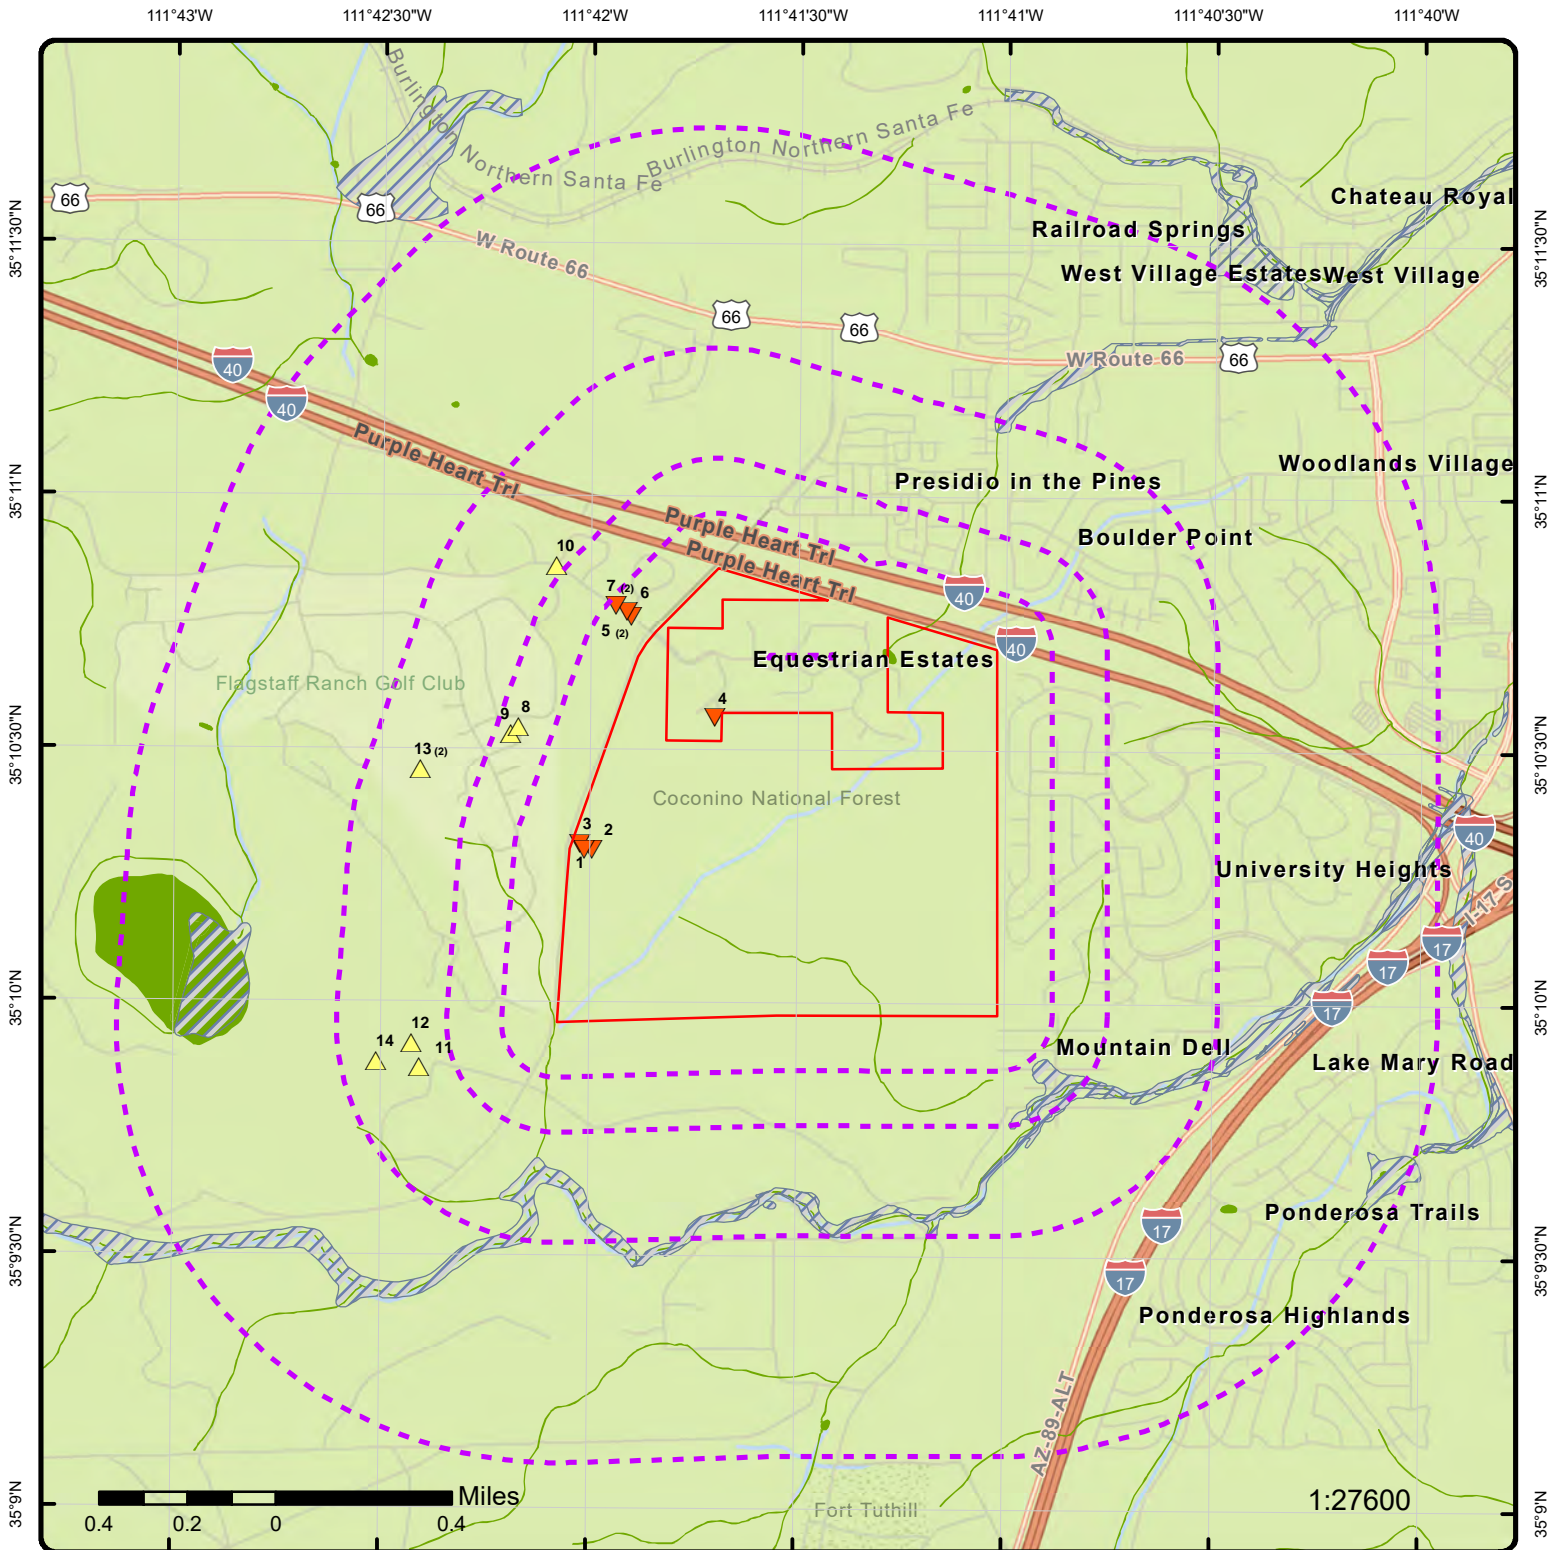 111°43'W 111°42'30"W 111°42'W 111°41'30"W 111°41'W 111°40'30"W 111°40'W
Burlington Northern Santa Fe
Burlington Northern Santa Fe
66
66
W Route 66
Chateau Royal
Railroad Springs
35°11'30"N
35°11'30"N
West Village Estates
West Village
66
66
W Route 66
66
40
40
Purple Heart Trl
Woodlands Village
Presidio in the Pines
35°11'N
35°11'N
Purple Heart Trl
Boulder Point
Purple Heart Trl
10
7 (2)
6
5 (2)
40
40
Equestrian Estates
Flagstaff Ranch Golf Club
4
9
8
35°10'30"N
35°10'30"N
13 (2)
Coconino National Forest
3
2
1
40
University Heights
I-17-S
17
17
17
35°10'N
35°10'N
12
14
11
Mountain Dell
Lake Mary Road
Ponderosa Trails
17
35°9'30"N
35°9'30"N
17
Ponderosa Highlands
AZ-89-ALT
Miles
1:27600
35°9'N
35°9'N
Fort Tuthill
0.4 0.2 0 0.4